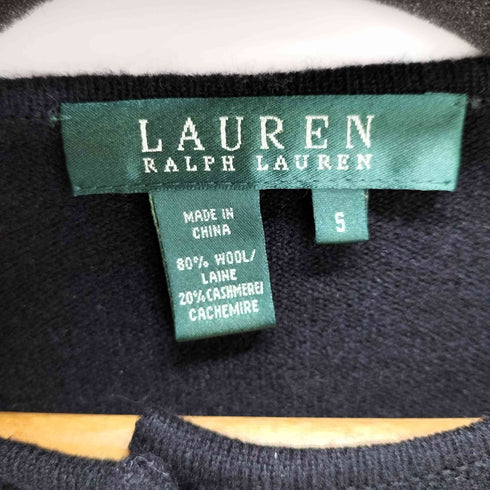 LAUREN
RALPH LAUREN
MADE IN
CHINA
S
80% WOOL/
LAINE
20% CASHMERE/
CACHEMIRE